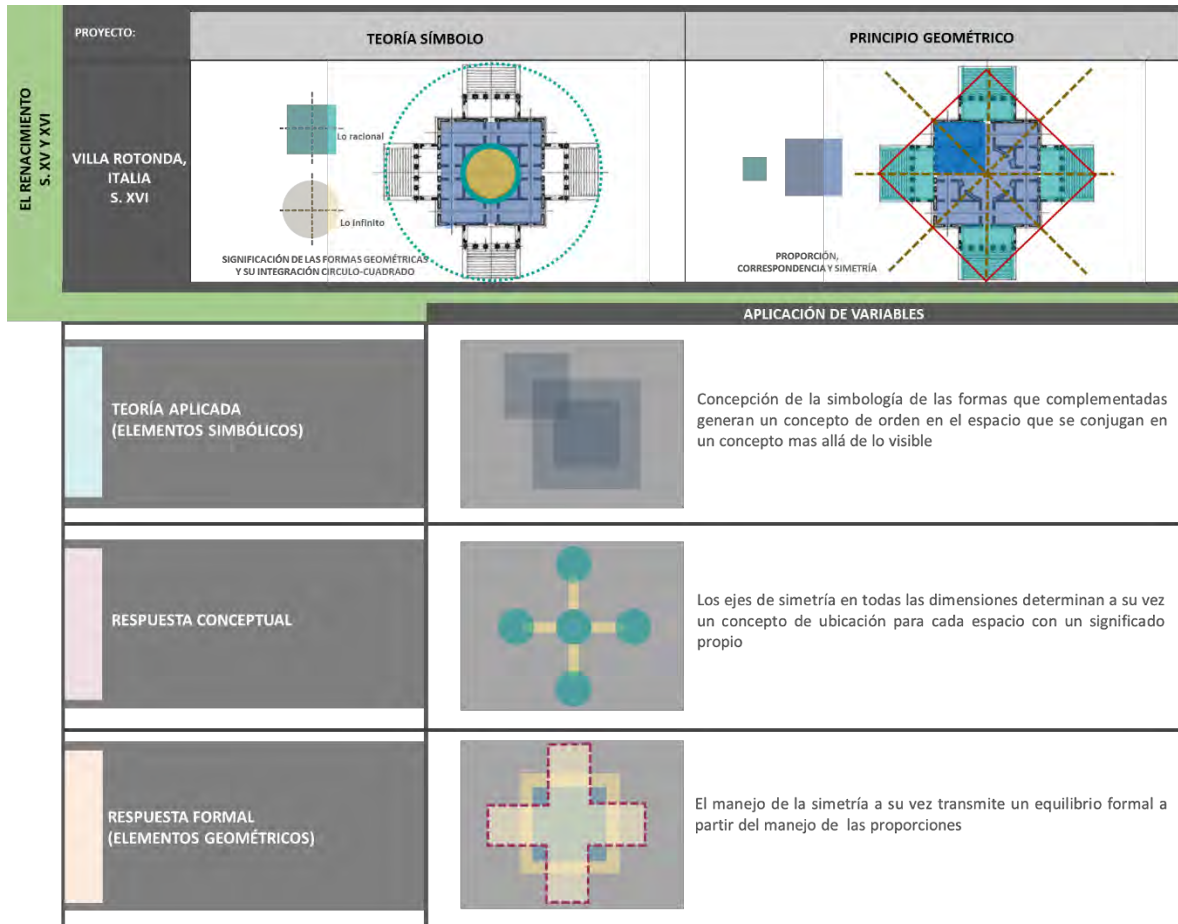 EL RENACIMIENTO
S. XV Y XVI
PROYECTO:
TEORÍA SÍMBOLO
PRINCIPIO GEOMÉTRICO
VILLA ROTONDA,
ITALIA
S. XVI
Lo racional
Lo infinito
SIGNIFICACIÓN DE LAS FORMAS GEOMÉTRICAS
Y SU INTEGRACIÓN CIRCULO-CUADRADO
PROPORCIÓN,
CORRESPONDENCIA Y SIMETRÍA
APLICACIÓN DE VARIABLES
TEORÍA APLICADA
(ELEMENTOS SIMBÓLICOS)
Concepción de la simbología de las formas que complementadas
generan un concepto de orden en el espacio que se conjugan en
un concepto mas allá de lo visible
RESPUESTA CONCEPTUAL
Los ejes de simetría en todas las dimensiones determinan a su vez
un concepto de ubicación para cada espacio con un significado
propio
RESPUESTA FORMAL
(ELEMENTOS GEOMÉTRICOS)
El manejo de la simetría a su vez transmite un equilibrio formal a
partir del manejo de las proporciones